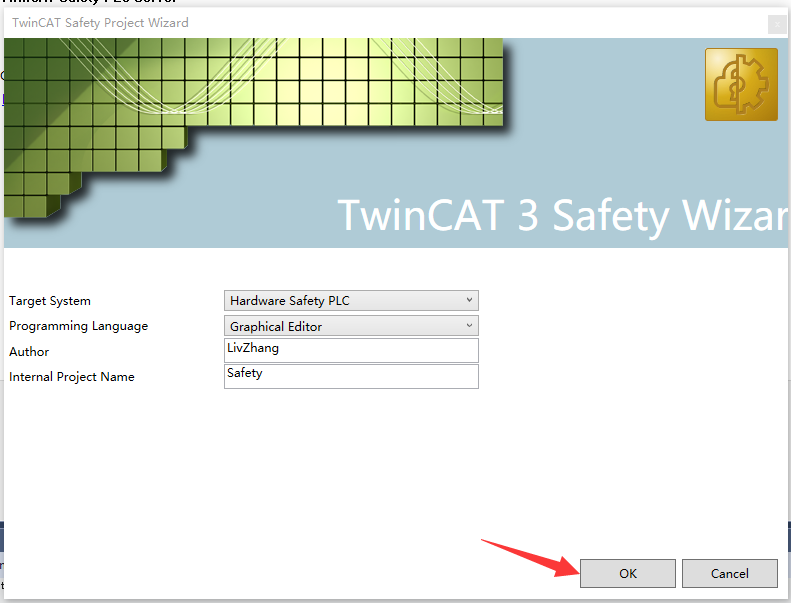 TwinCAT Safety Project Wizard
TwinCAT 3 Safety Wizar
Target System
Hardware Safety PLC
Programming Language
Graphical Editor
Author
LivZhang
Internal Project Name
Safety
OK
Cancel